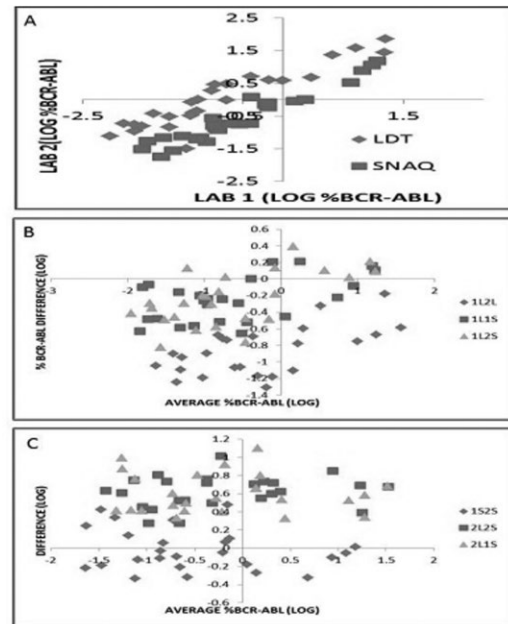 A
2.5
1.5
0.5
-2.5
-0.5
-0.5
1.5
-1.5
-2.5
LAB 2(LOG %BCR-ABL)
LDT
SNAQ
LAB 1 (LOG %BCR-ABL)
B
0.6
0.4
0.2
0
-3
-2
-1
0
1
2
-0.2
-0.4
-0.6
-0.8
-1
-1.2
-1.4
% BCR-ABL DIFFERENCE (LOG)
1L2L
1L1S
1L2S
AVERAGE %BCR-ABL (LOG)
C
1.2
1
0.8
0.6
0.4
0.2
0
-2
-1.5
-1
-0.5
0
0.5
1
1.5
2
-0.2
-0.4
-0.6
DIFFERENCE (LOG)
1S2S
2L2S
2L1S
AVERAGE %BCR-ABL (LOG)